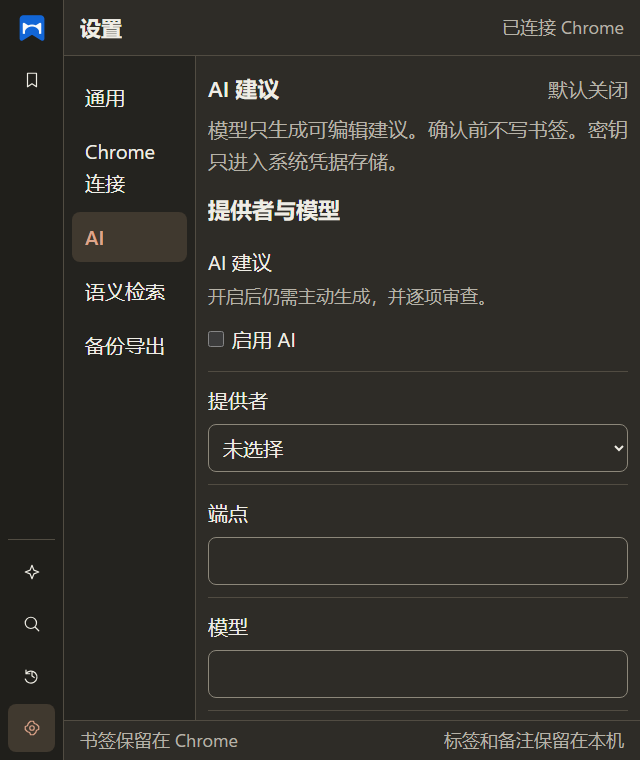 设置
已连接 Chrome
通用
Chrome
连接
AI
语义检索
备份导出
AI 建议
默认关闭
模型只生成可编辑建议。确认前不写书签。密钥
只进入系统凭据存储。
提供者与模型
AI 建议
开启后仍需主动生成，并逐项审查。
启用 AI
提供者
未选择
端点
模型
书签保留在 Chrome
标签和备注保留在本机